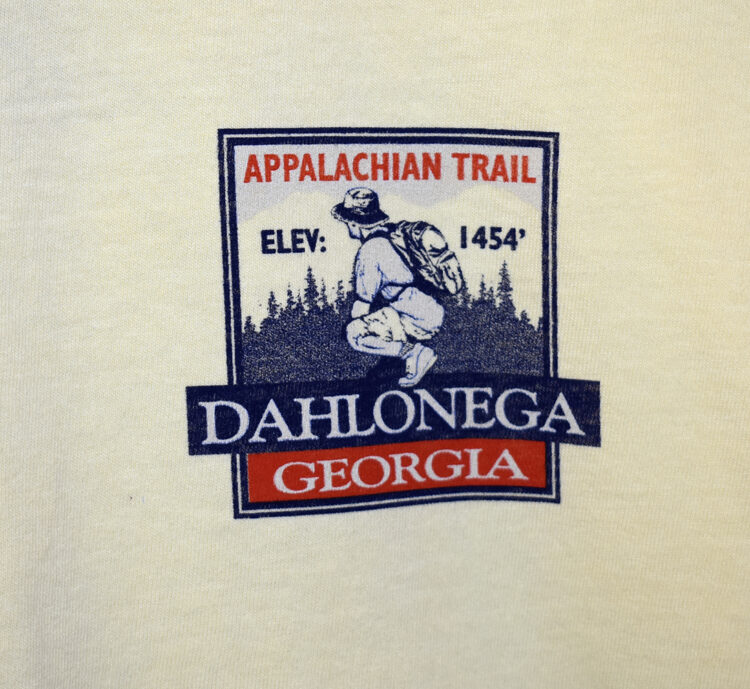 APPALACHIAN TRAIL
ELEV: 1454'
DAHLONEGA
GEORGIA